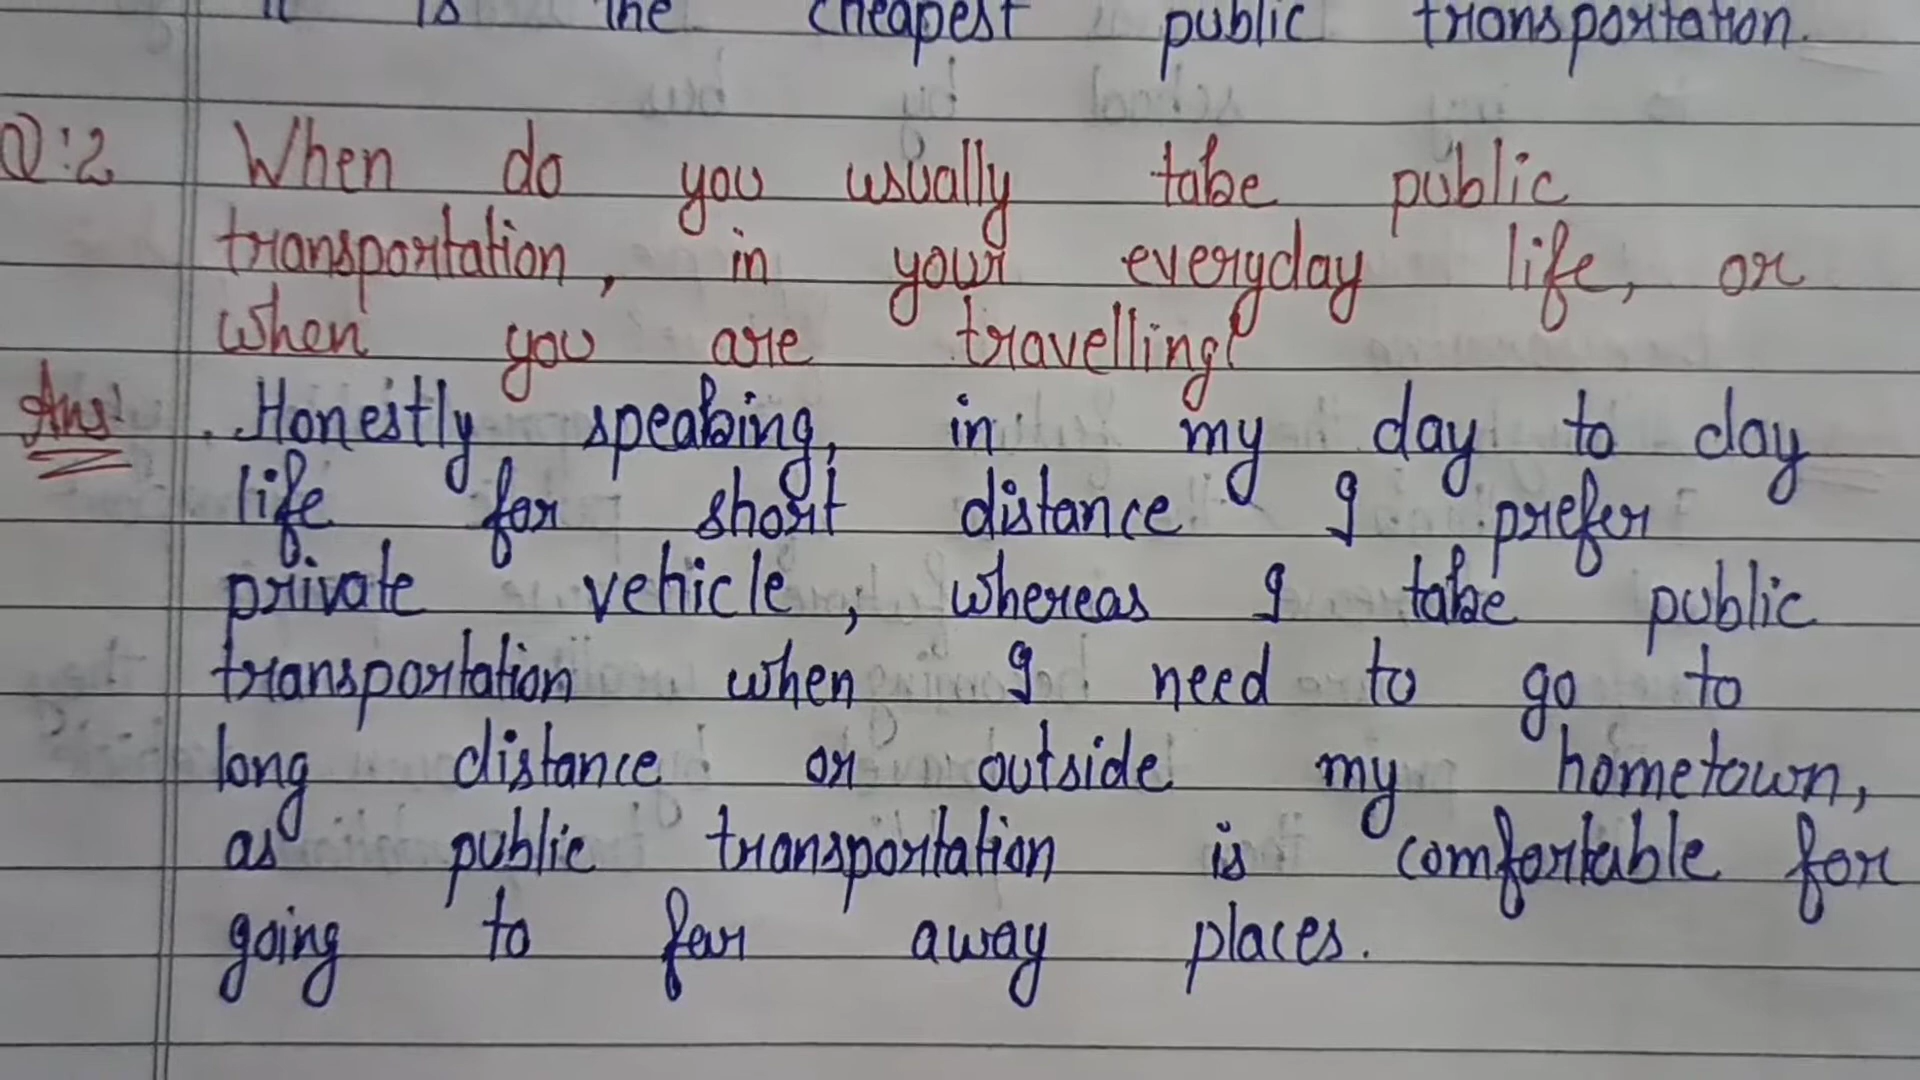 It is the cheapest public transportation.
Q:2 When do you usually take public
transportation, in your everyday life, or
when you are travelling?
Ans: Honestly speaking, in my day to day
life for short distance I prefer
private vehicle, whereas I take public
transportation when I need to go to
long distance or outside my hometown,
as public transportation is comfortable for
going to far away places.